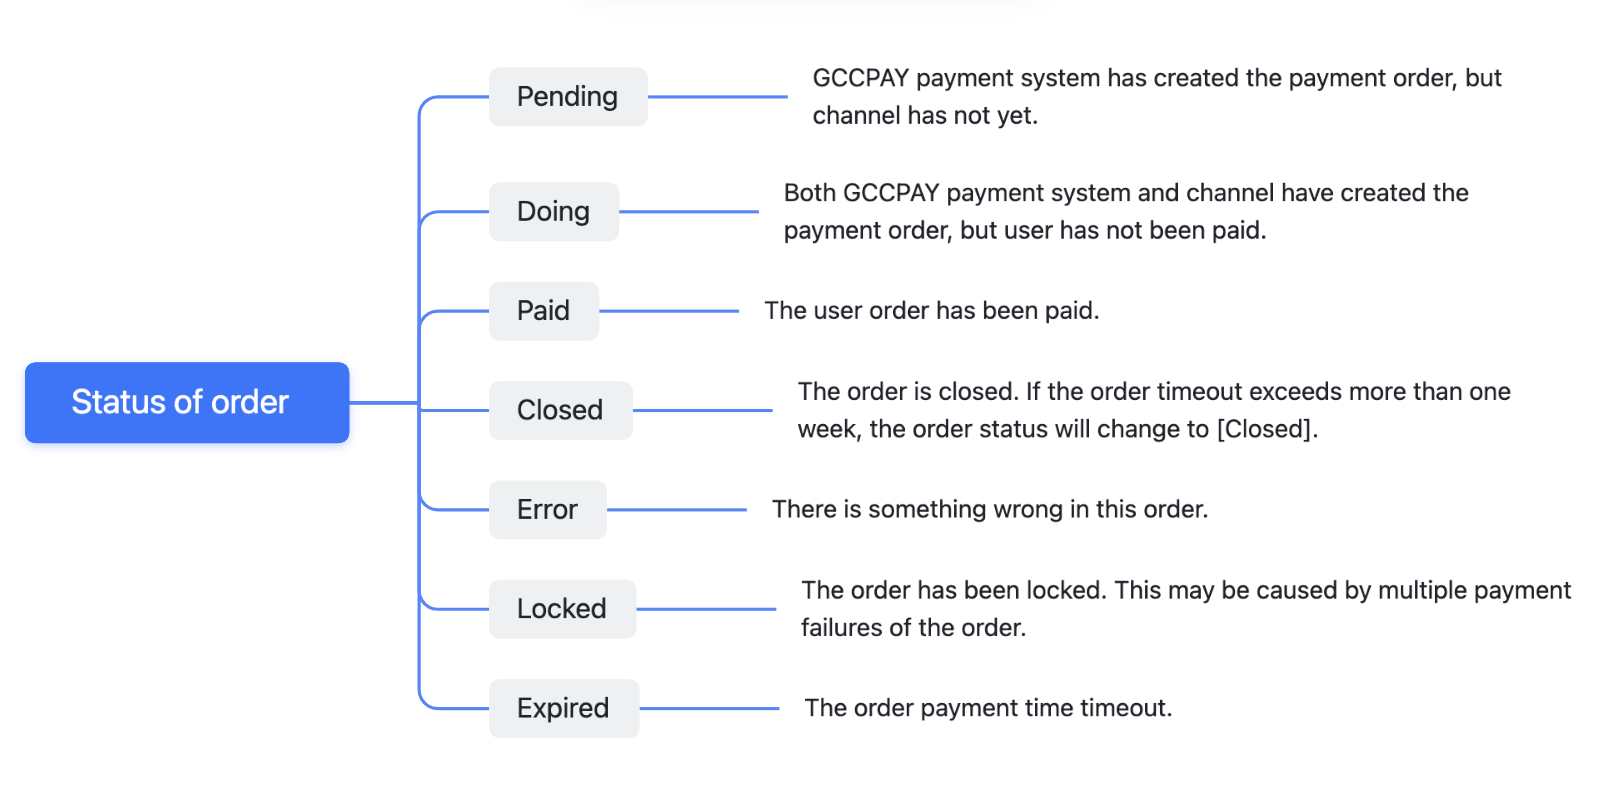 Status of order
Pending
GCCPAY payment system has created the payment order, but
channel has not yet.
Doing
Both GCCPAY payment system and channel have created the
payment order, but user has not been paid.
Paid
The user order has been paid.
Closed
The order is closed. If the order timeout exceeds more than one
week, the order status will change to [Closed].
Error
There is something wrong in this order.
Locked
The order has been locked. This may be caused by multiple payment
failures of the order.
Expired
The order payment time timeout.